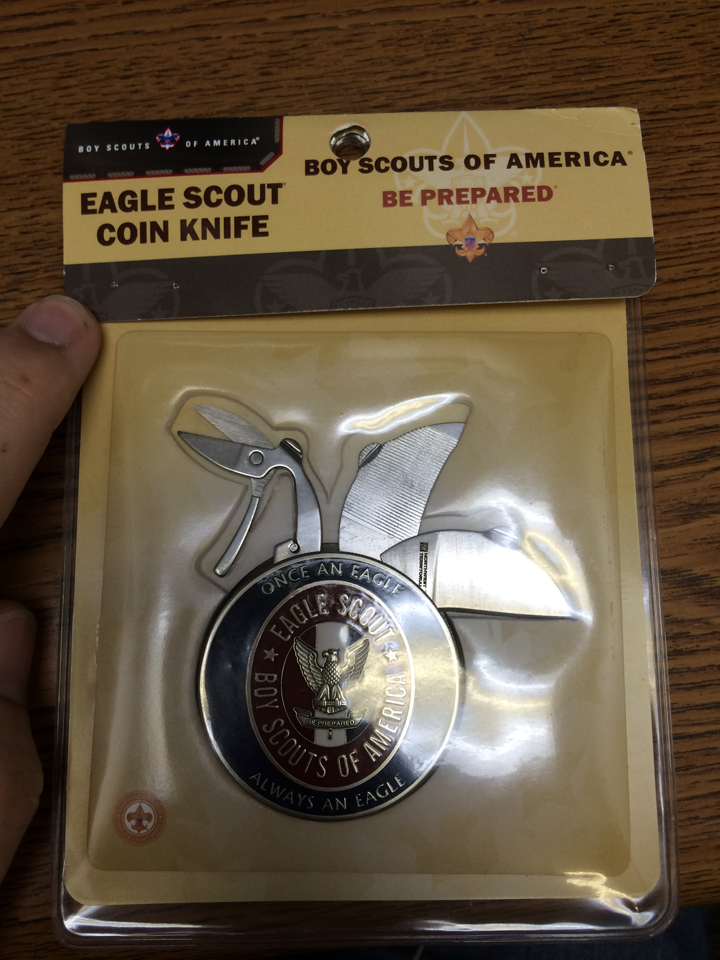 BOY SCOUTS OF AMERICA®
EAGLE SCOUT
COIN KNIFE
BOY SCOUTS OF AMERICA®
BE PREPARED
ONCE AN EAGLE
EAGLE SCOUT
BE PREPARED
BOY SCOUTS OF AMERICA
ALWAYS AN EAGLE